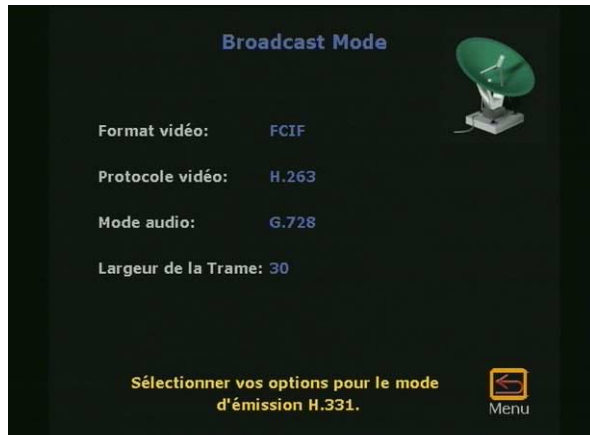 Broadcast Mode
Format vidéo: FCIF
Protocole vidéo: H.263
Mode audio: G.728
Largeur de la Trame: 30
Sélectionner vos options pour le mode
d'émission H.331.
Menu